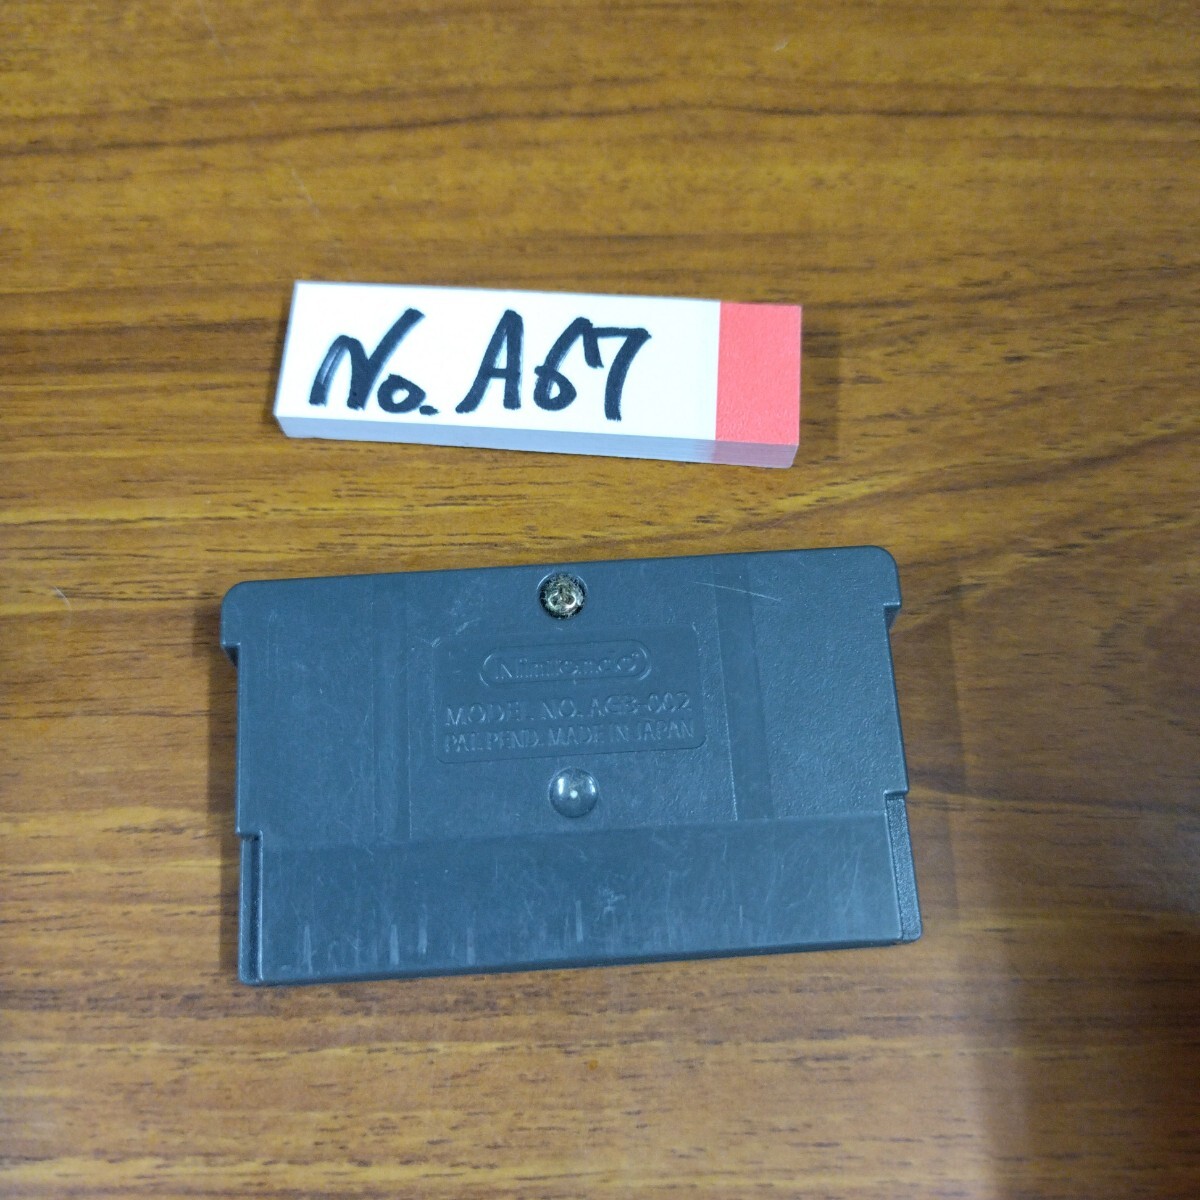 No. A67
Nintendo
MODEL NO. AGB-002
PAT. PEND. MADE IN JAPAN